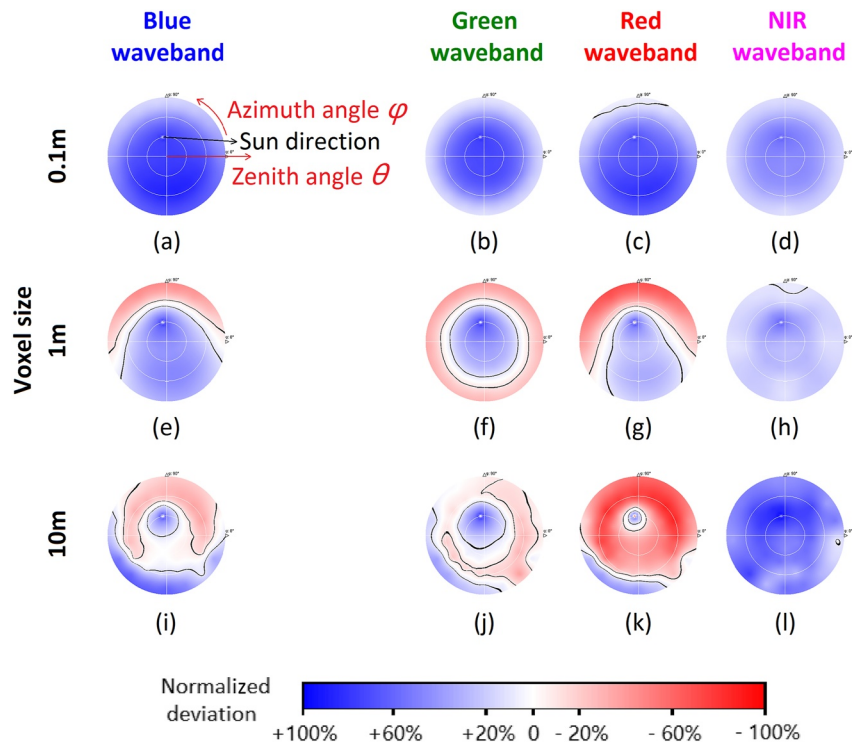 Blue
waveband
Green
waveband
Red
waveband
NIR
waveband
Voxel size
0.1m
Azimuth angle φ
Sun direction
Zenith angle θ
(a)
(b)
(c)
(d)
1m
(e)
(f)
(g)
(h)
10m
(i)
(j)
(k)
(l)
Normalized
deviation
+100% +60% +20% 0 - 20% - 60% - 100%